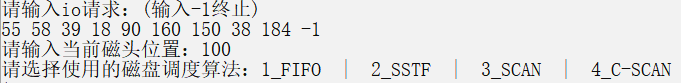 请输入io请求：(输入-1终止)
55 58 39 18 90 160 150 38 184 -1
请输入当前磁头位置：100
请选择使用的磁盘调度算法：1_FIFO | 2_SSTF | 3_SCAN | 4_C-SCAN